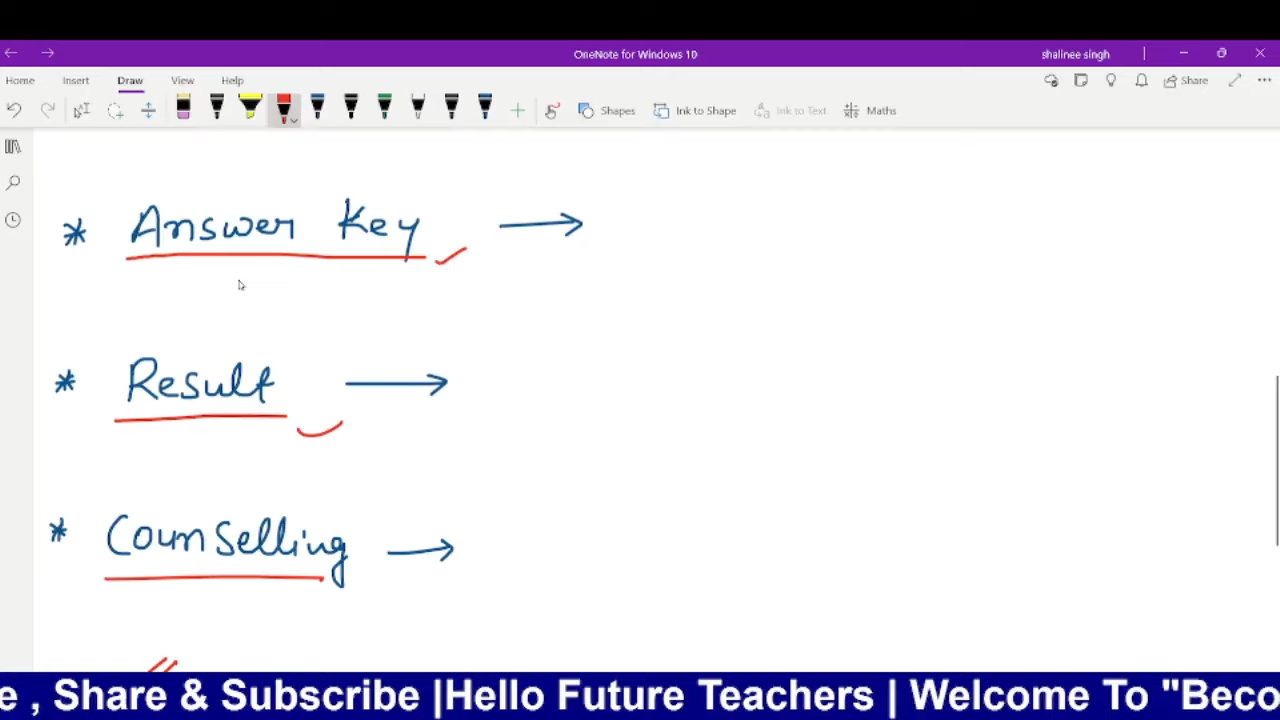 OneNote for Windows 10
shalinee singh
Home Insert Draw View Help
Share
Shapes Ink to Shape Ink to Text Maths
* Answer Key →
* Result →
* Counselling →
e , Share & Subscribe |Hello Future Teachers | Welcome To "Beco